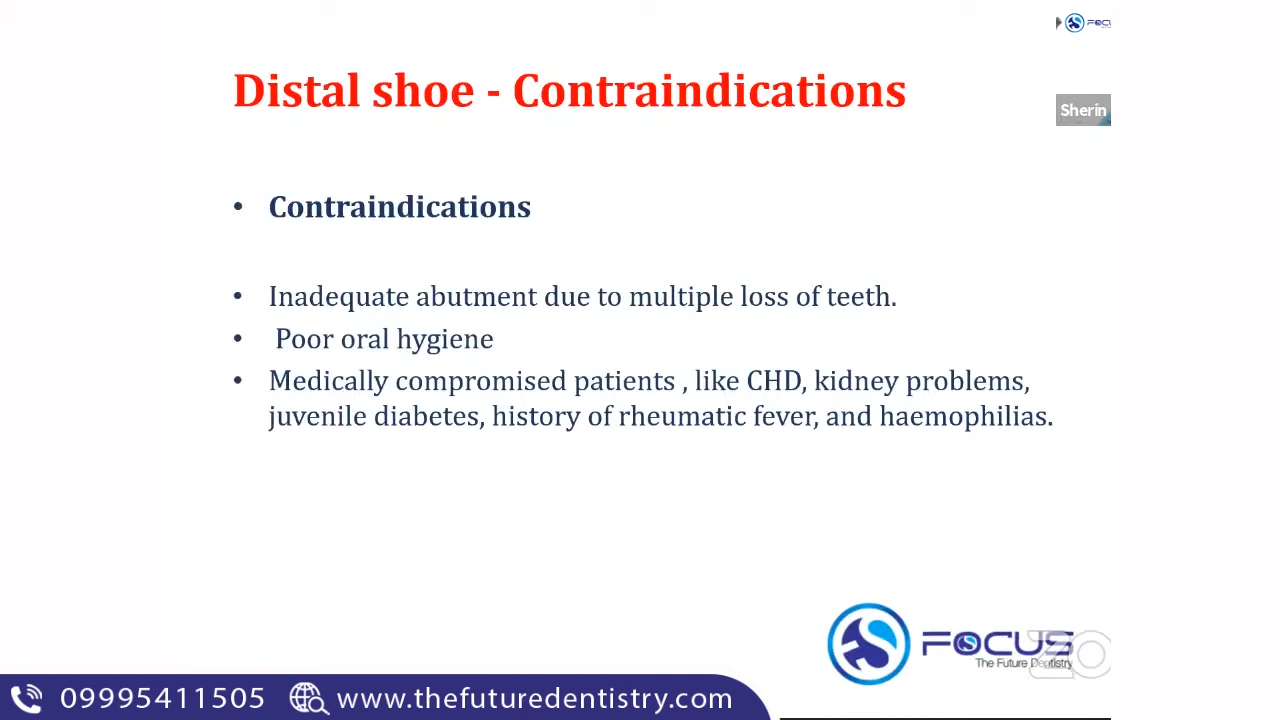 FOCU
Distal shoe - Contraindications
Sherin
• Contraindications
• Inadequate abutment due to multiple loss of teeth.
• Poor oral hygiene
• Medically compromised patients , like CHD, kidney problems,
juvenile diabetes, history of rheumatic fever, and haemophilias.
FOCUS
The Future Dentistry
09995411505 www.thefuturedentistry.com